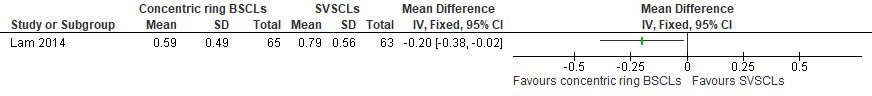 Concentric ring BSCLs SVSCLs Mean Difference Mean Difference
Study or Subgroup Mean SD Total Mean SD Total IV, Fixed, 95% CI IV, Fixed, 95% CI
Lam 2014 0.59 0.49 65 0.79 0.56 63 -0.20 [-0.38, -0.02]
-0.5 -0.25 0 0.25 0.5
Favours concentric ring BSCLs Favours SVSCLs